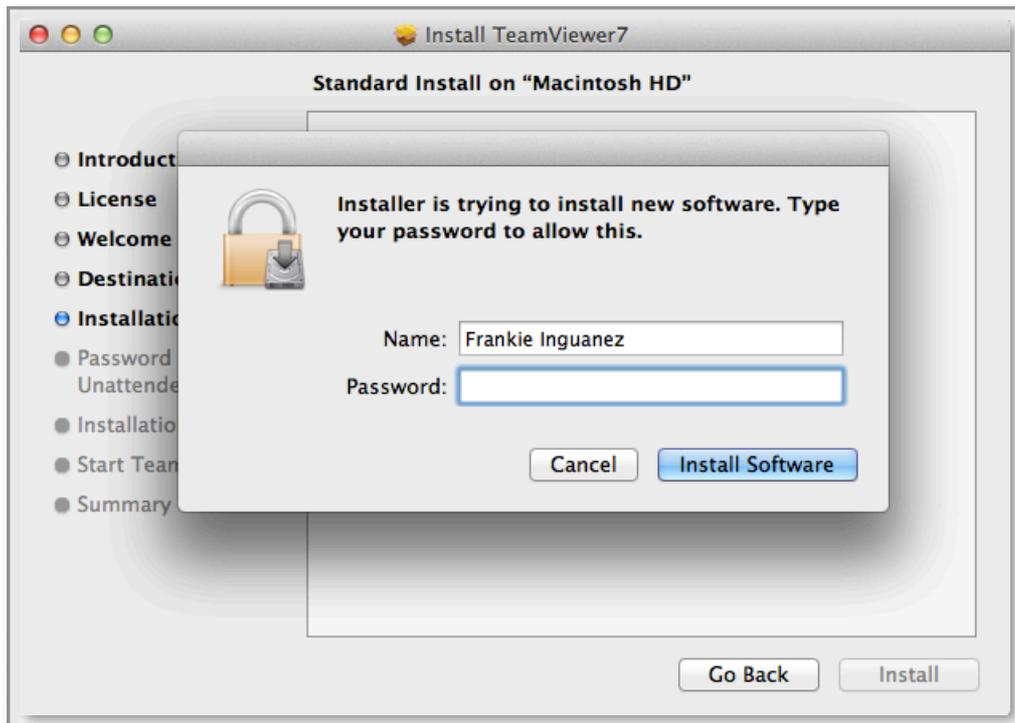 Install TeamViewer7
Standard Install on “Macintosh HD”
Introduct
License
Welcome
Destinati
Installatio
Password
Unattende
Installatio
Start Tean
Summary
Installer is trying to install new software. Type
your password to allow this.
Name: Frankie Inguanez
Password:
Cancel Install Software
Go Back Install